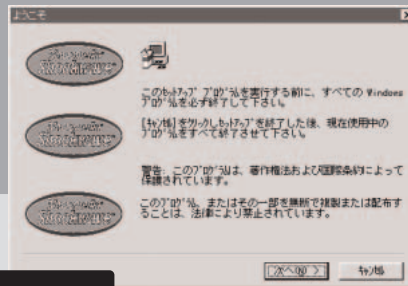 ようこそ
このｾｯﾄｱｯﾌﾟ ﾌﾟﾛｸﾞﾗﾑを実行する前に、すべての Windows
ﾌﾟﾛｸﾞﾗﾑを必ず終了して下さい。
[ｷｬﾝｾﾙ] をｸﾘｯｸしｾｯﾄｱｯﾌﾟを終了した後、現在使用中の
ﾌﾟﾛｸﾞﾗﾑをすべて終了させて下さい。
警告: このﾌﾟﾛｸﾞﾗﾑは、著作権法および国際条約によって
保護されています。
このﾌﾟﾛｸﾞﾗﾑ、またはその一部を無断で複製または配布す
ることは、法律により禁止されています。
次へ(N) >
ｷｬﾝｾﾙ